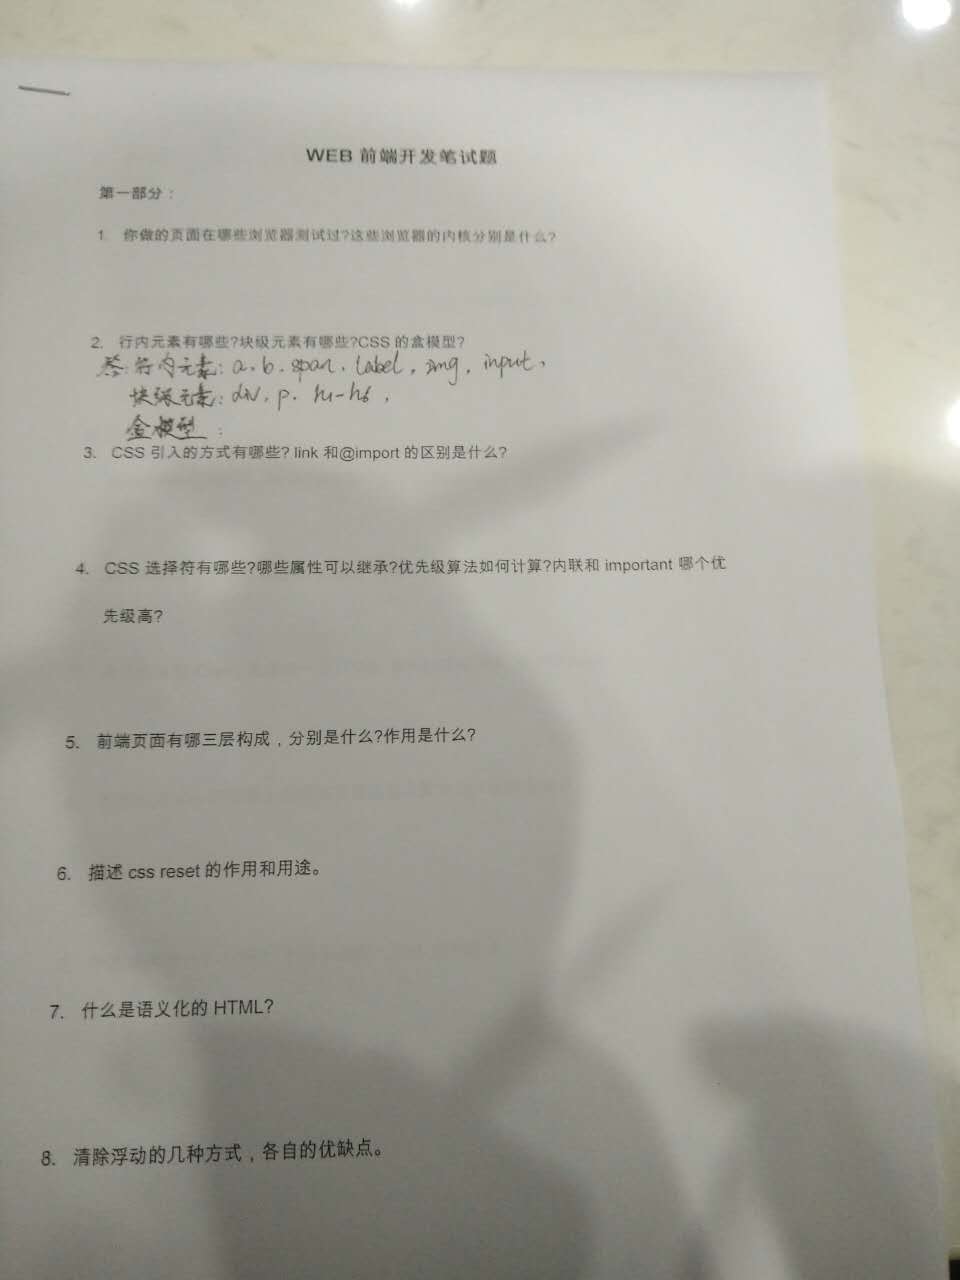 WEB 前端开发笔试题
第一部分：
1. 你做的页面在哪些浏览器测试过?这些浏览器的内核分别是什么?
2. 行内元素有哪些?块级元素有哪些?CSS 的盒模型?
答: 行内元素: a、b、span、label, img, input、
块级元素: div、p、h1-h6,
盒模型:
3. CSS 引入的方式有哪些? link 和@import 的区别是什么?
4. CSS 选择符有哪些?哪些属性可以继承?优先级算法如何计算?内联和 important 哪个优
先级高?
5. 前端页面有哪三层构成，分别是什么?作用是什么?
6. 描述 css reset 的作用和用途。
7. 什么是语义化的 HTML?
8. 清除浮动的几种方式，各自的优缺点。